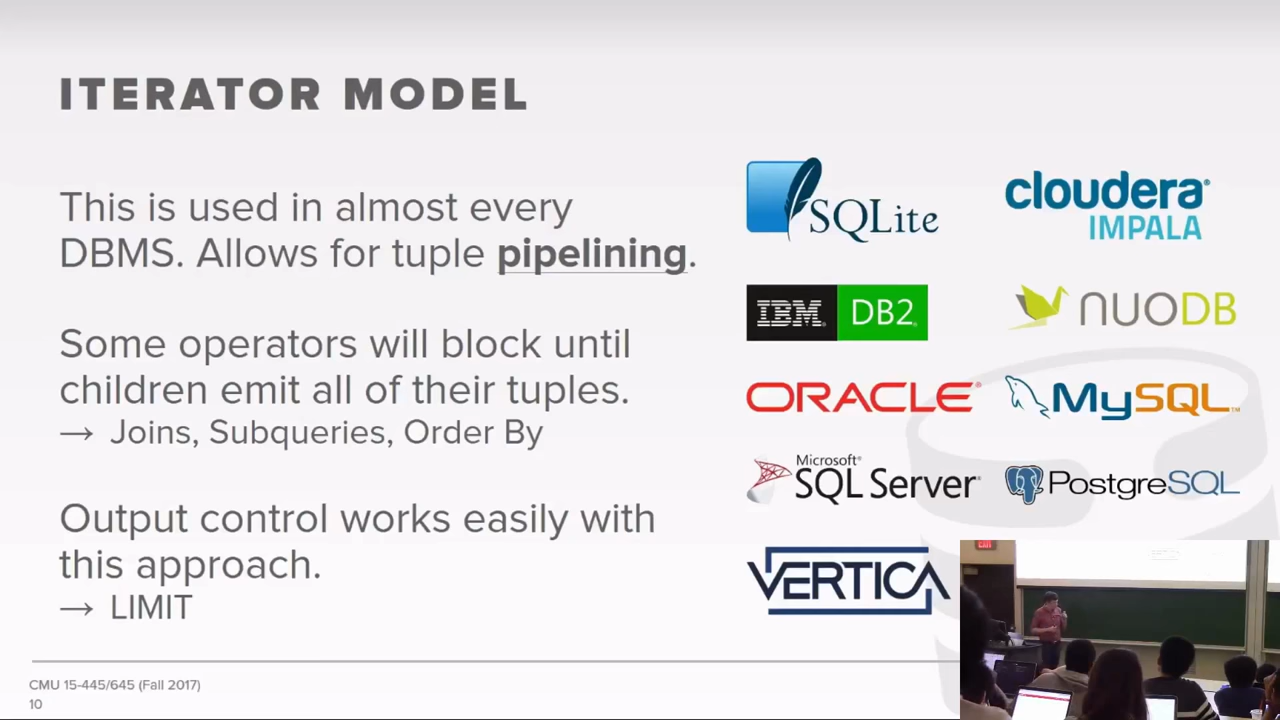 ITERATOR MODEL
This is used in almost every
DBMS. Allows for tuple pipelining.
Some operators will block until
children emit all of their tuples.
→ Joins, Subqueries, Order By
Output control works easily with
this approach.
→ LIMIT
SQLite
cloudera®
IMPALA
IBM® DB2®
NUODB
ORACLE®
MySQL™
Microsoft®
SQL Server®
PostgreSQL
VERTICA
EXIT
CMU 15-445/645 (Fall 2017)
10